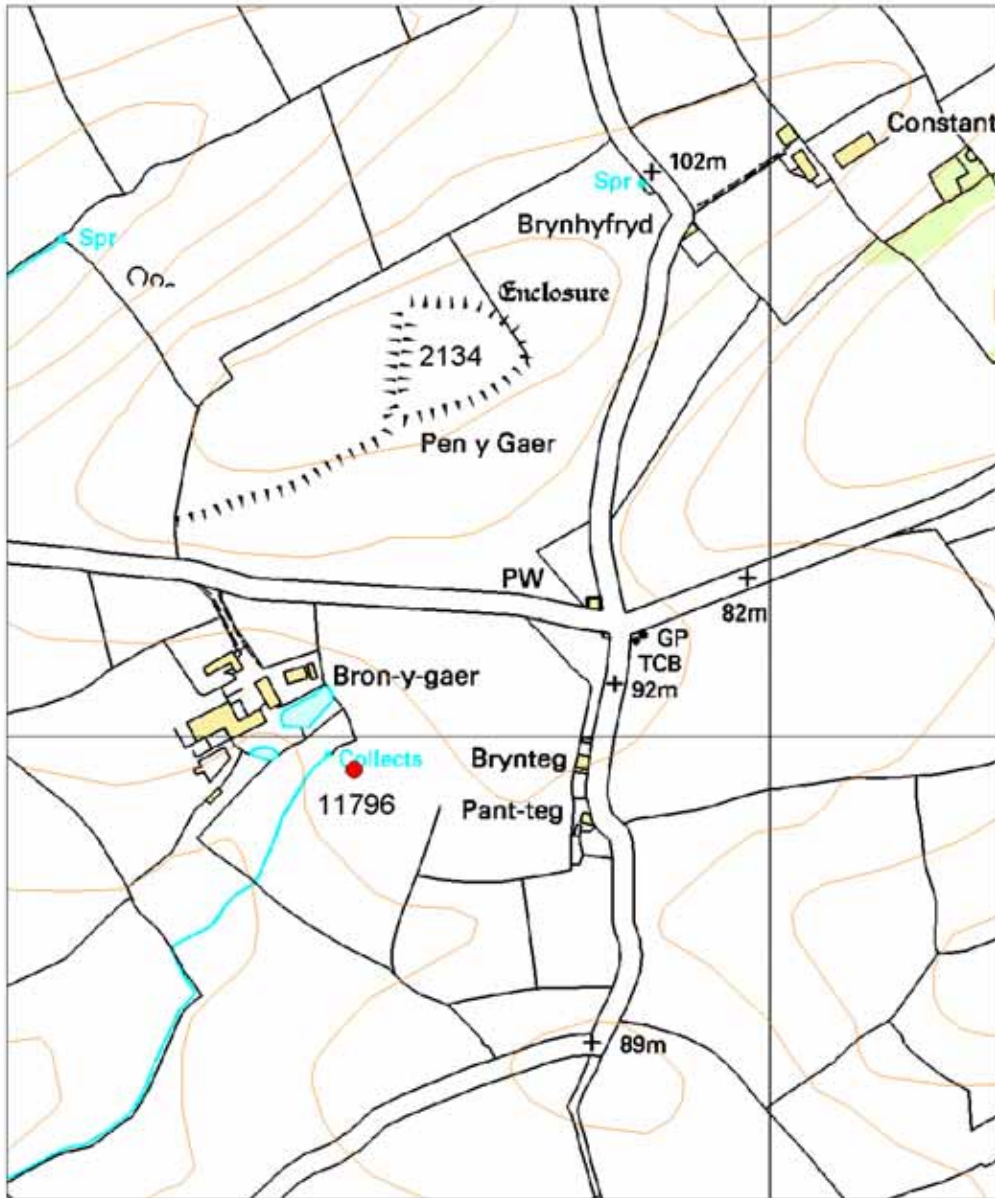 Constant
102m
Spr
Brynhyfryd
Spr
Enclosure
2134
Pen y Gaer
PW
82m
GP
TCB
92m
Bron-y-gaer
Collects
Brynteg
11796
Pant-teg
89m